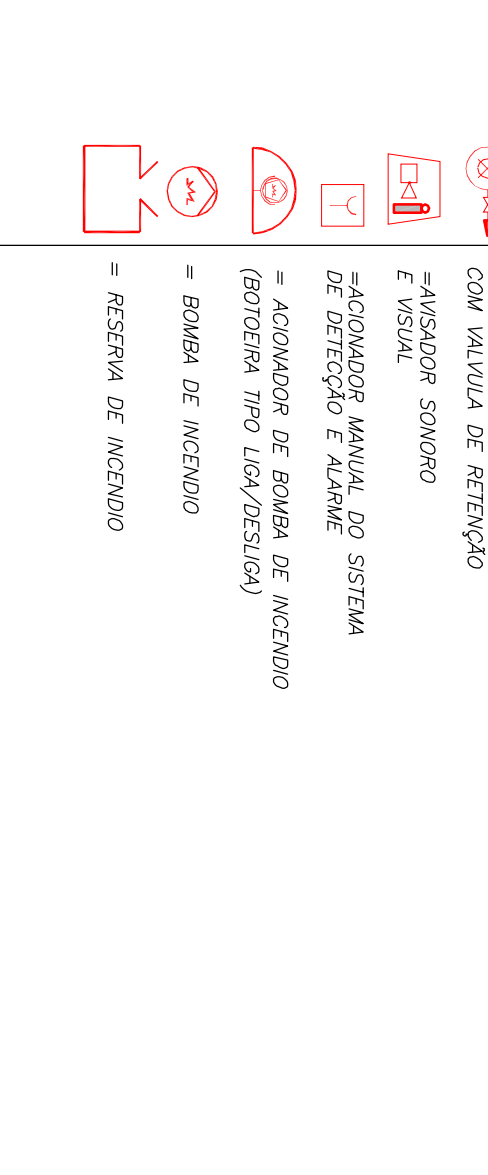 COM VALVULA DE RETENÇÃO
=AVISADOR SONORO
E VISUAL
=ACIONADOR MANUAL DO SISTEMA
DE DETECÇÃO E ALARME
= ACIONADOR DE BOMBA DE INCENDIO
(BOTOEIRA TIPO LIGA/DESLIGA)
= BOMBA DE INCENDIO
= RESERVA DE INCENDIO